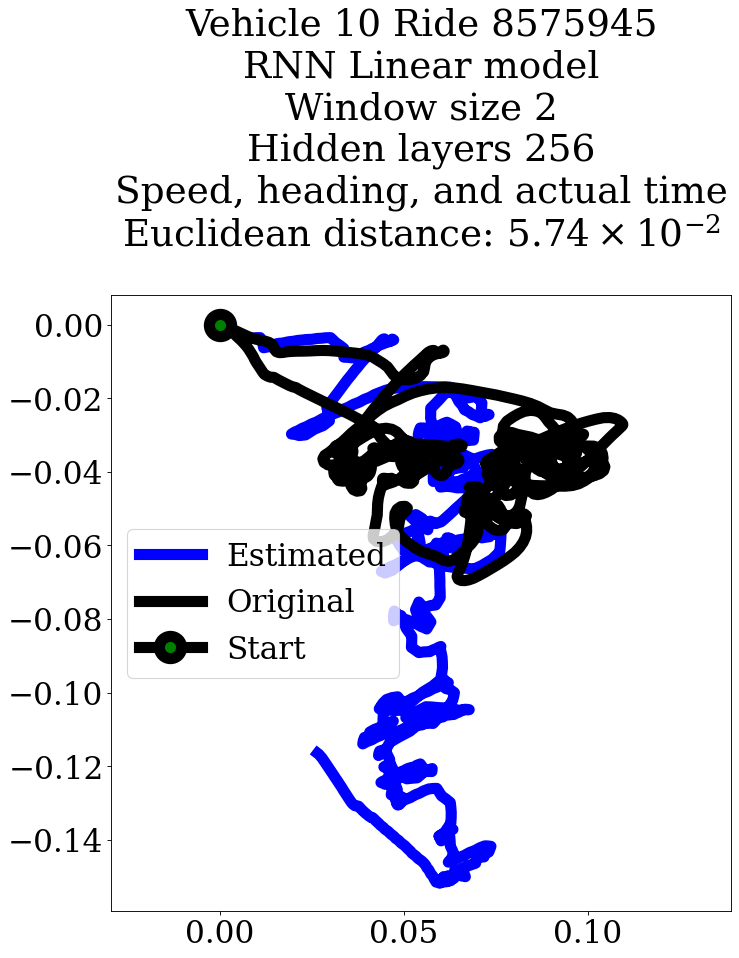 Vehicle 10 Ride 8575945
RNN Linear model
Window size 2
Hidden layers 256
Speed, heading, and actual time
Euclidean distance: 5.74 × 10⁻²
0.00
−0.02
−0.04
−0.06
−0.08
−0.10
−0.12
−0.14
Estimated
Original
Start
0.00 0.05 0.10